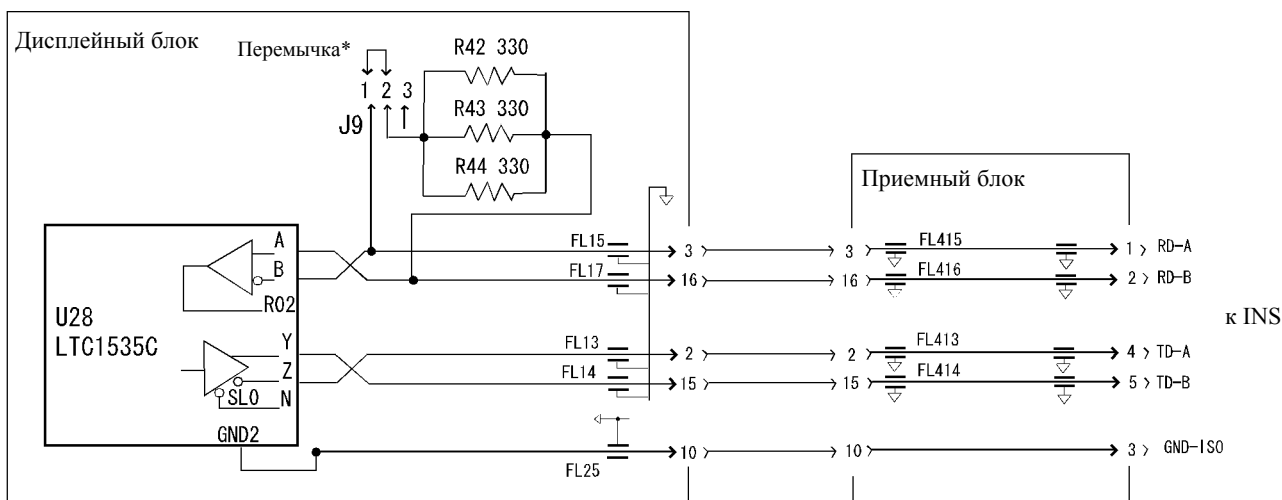 Дисплейный блок
Перемычка*
R42 330
1 2 3
J9
R43 330
R44 330
Приемный блок
A
B
RO2
U28
LTC1535C
Y
Z
SLO N
GND2
FL15 3 3 FL415 1 RD-A
FL17 16 16 FL416 2 RD-B
к INS
FL13 2 2 FL413 4 TD-A
FL14 15 15 FL414 5 TD-B
FL25 10 10 3 GND-ISO